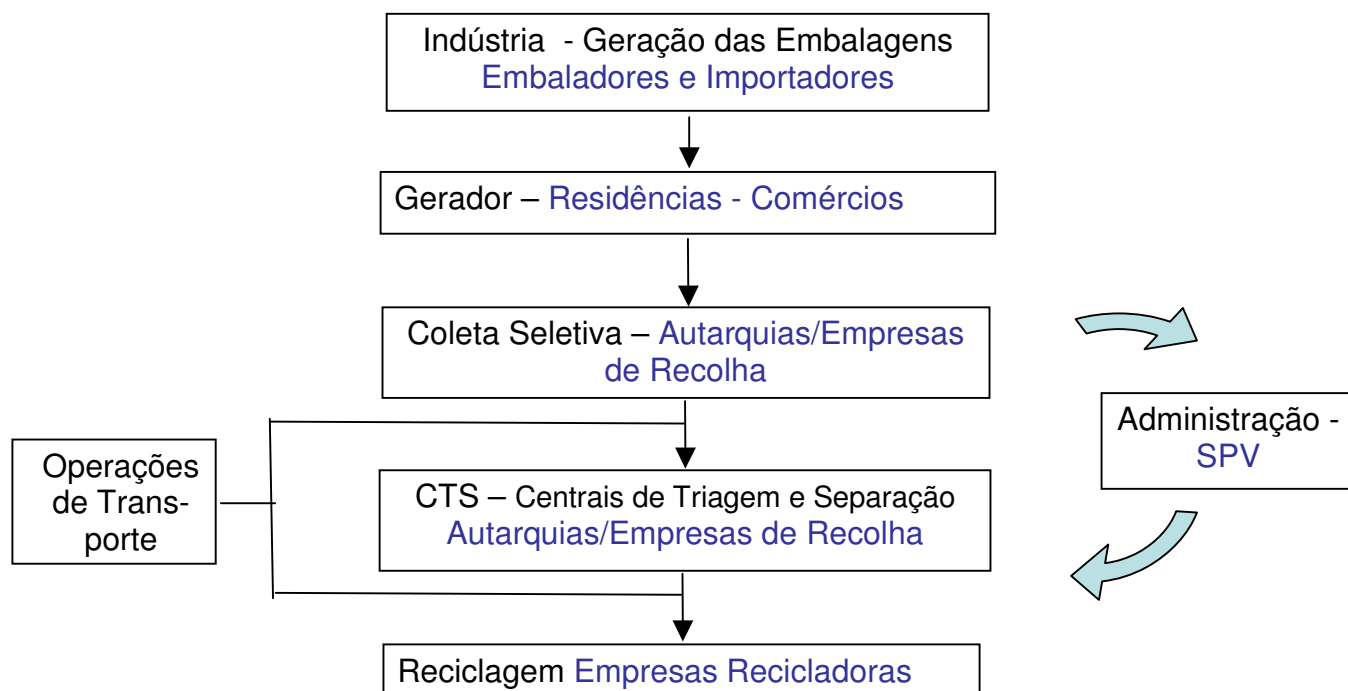 Indústria - Geração das Embalagens
Embaladores e Importadores
Gerador – Residências - Comércios
Coleta Seletiva – Autarquias/Empresas
de Recolha
Administração -
SPV
Operações
de Trans-
porte
CTS – Centrais de Triagem e Separação
Autarquias/Empresas de Recolha
Reciclagem Empresas Recicladoras